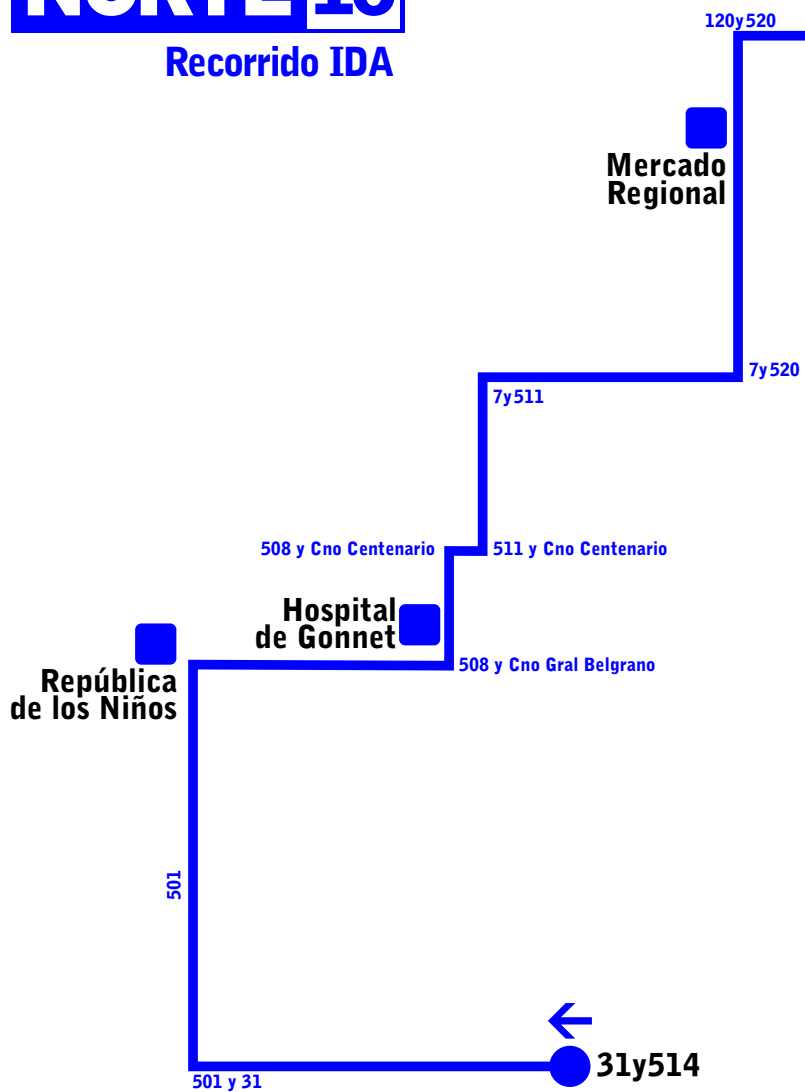 NORTE
Recorrido IDA
120y520
Mercado
Regional
7y520
7y511
508 y Cno Centenario
511 y Cno Centenario
Hospital
de Gonnet
508 y Cno Gral Belgrano
República
de los Niños
501
31y514
501 y 31